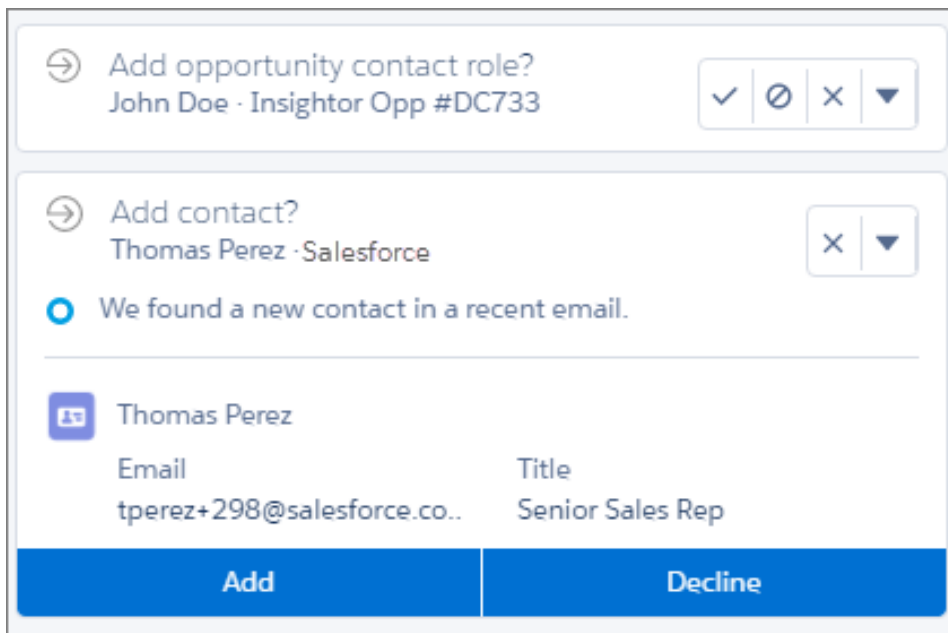 Add opportunity contact role?
John Doe · Insightor Opp #DC733
Add contact?
Thomas Perez · Salesforce
We found a new contact in a recent email.
Thomas Perez
Email Title
tperez+298@salesforce.co.. Senior Sales Rep
Add Decline